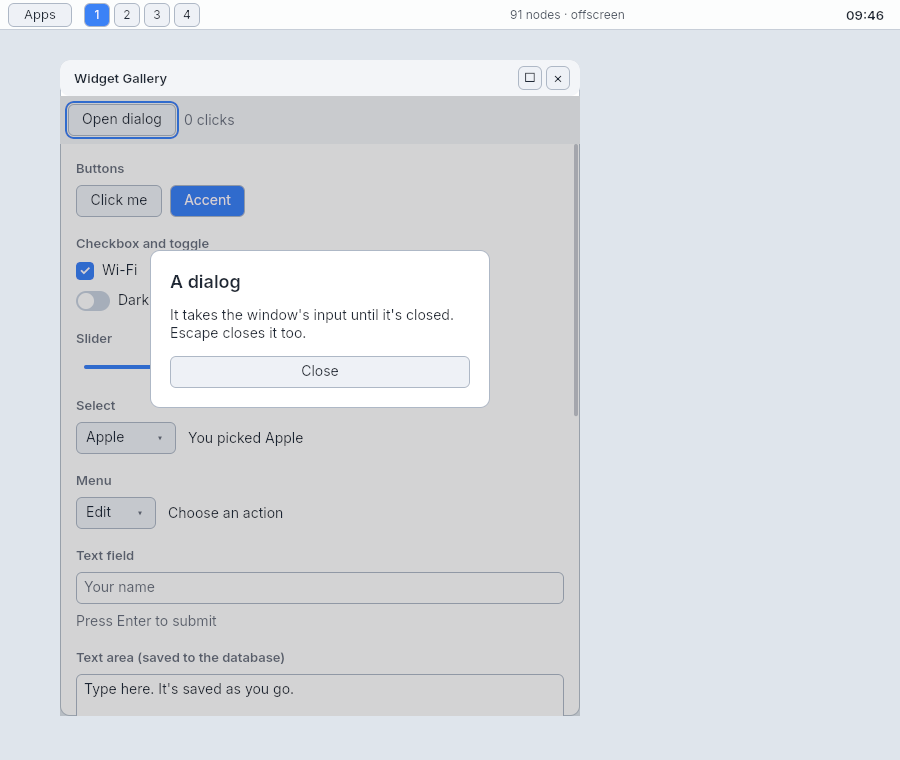 Apps
1
2
3
4
91 nodes · offscreen
09:46
Widget Gallery
Open dialog
0 clicks
Buttons
Click me
Accent
Checkbox and toggle
Wi-Fi
Dark
A dialog
It takes the window's input until it's closed.
Escape closes it too.
Close
Slider
Select
Apple
You picked Apple
Menu
Edit
Choose an action
Text field
Your name
Press Enter to submit
Text area (saved to the database)
Type here. It's saved as you go.